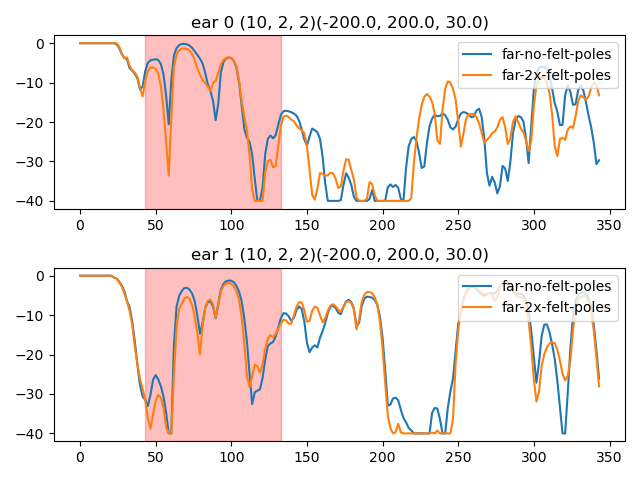 ear 0 (10, 2, 2)(-200.0, 200.0, 30.0)
0
−10
−20
−30
−40
far-no-felt-poles
far-2x-felt-poles
0 50 100 150 200 250 300 350
ear 1 (10, 2, 2)(-200.0, 200.0, 30.0)
0
−10
−20
−30
−40
far-no-felt-poles
far-2x-felt-poles
0 50 100 150 200 250 300 350